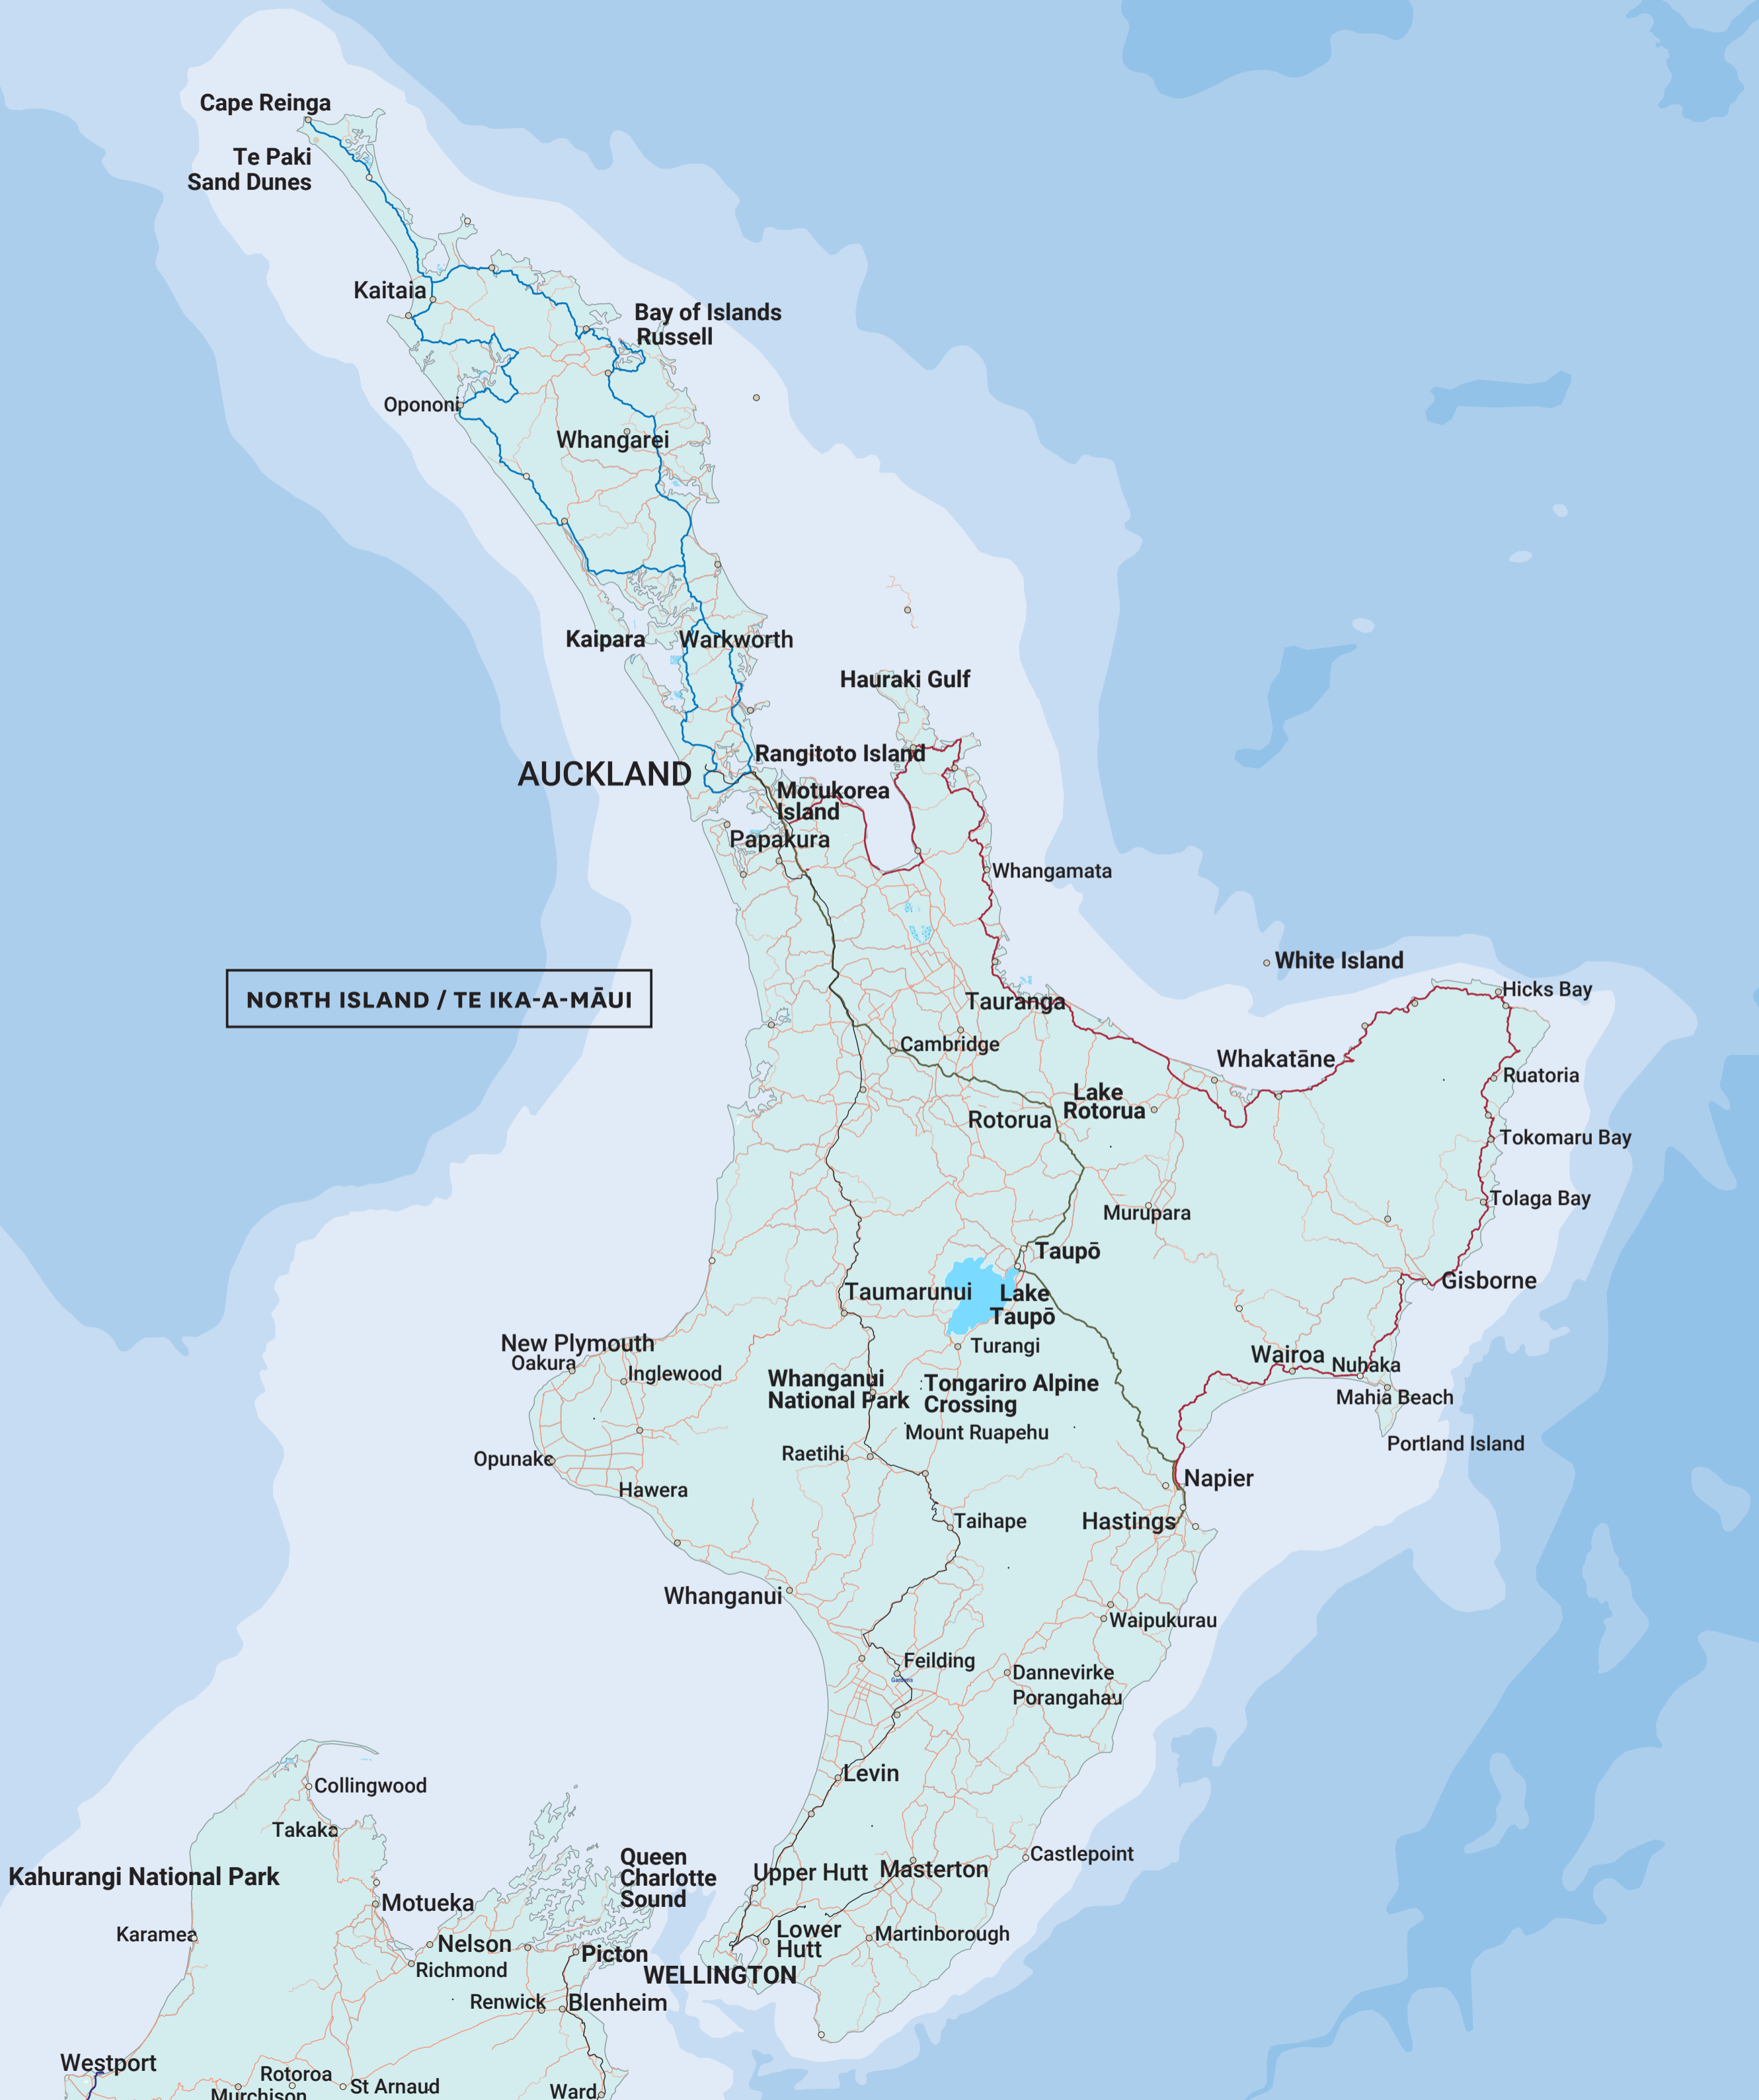 Cape Reinga
Te Paki
Sand Dunes
Kaitaia
Bay of Islands
Russell
Opononi
Whangarei
Kaipara
Warkworth
Hauraki Gulf
Rangitoto Island
AUCKLAND
Motukorea
Island
Papakura
Whangamata
White Island
Hicks Bay
NORTH ISLAND / TE IKA-A-MĀUI
Tauranga
Cambridge
Whakatāne
Ruatoria
Lake
Rotorua
Rotorua
Tokomaru Bay
Tolaga Bay
Murupara
Taupō
Gisborne
Taumarunui
Lake
Taupō
New Plymouth
Turangi
Oakura
Inglewood
Wairoa
Nuhaka
Whanganui
National Park
Tongariro Alpine
Crossing
Mahia Beach
Mount Ruapehu
Portland Island
Raetihi
Opunake
Napier
Hawera
Taihape
Hastings
Whanganui
Waipukurau
Feilding
Dannevirke
Porangahau
Levin
Collingwood
Takaka
Castlepoint
Queen
Charlotte
Sound
Upper Hutt
Masterton
Kahurangi National Park
Motueka
Karamea
Lower
Hutt
Martinborough
Nelson
Picton
Richmond
WELLINGTON
Renwick
Blenheim
Westport
Rotoroa
St Arnaud
Murchison
Ward